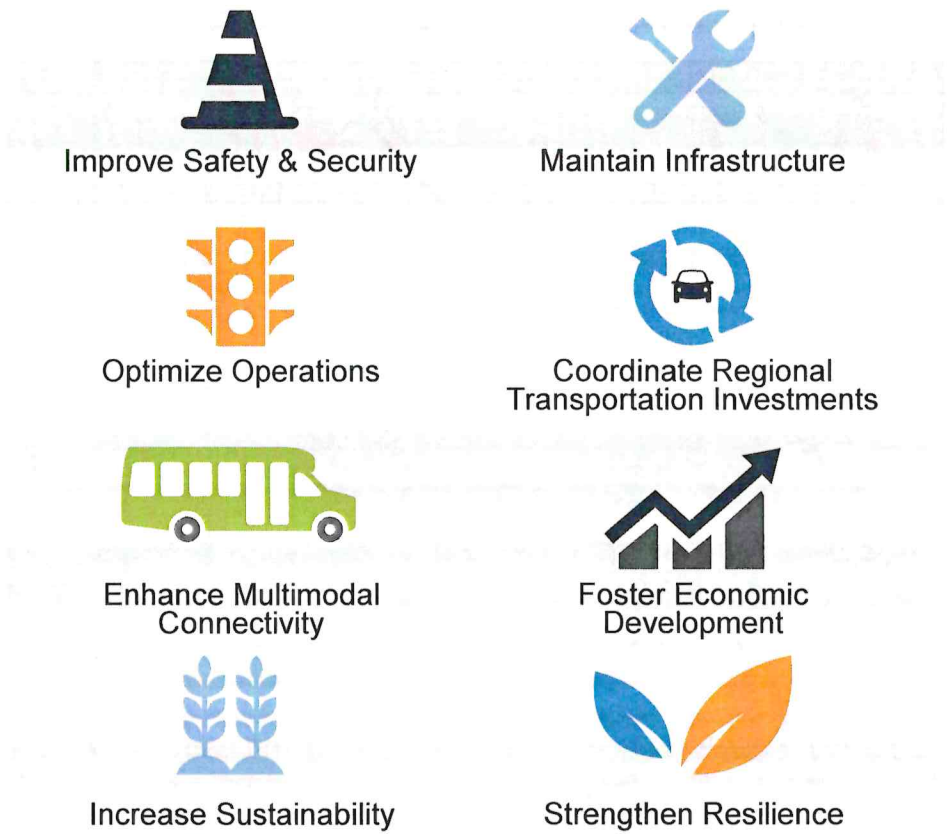 Improve Safety & Security
Maintain Infrastructure
Optimize Operations
Coordinate Regional
Transportation Investments
Enhance Multimodal
Connectivity
Foster Economic
Development
Increase Sustainability
Strengthen Resilience